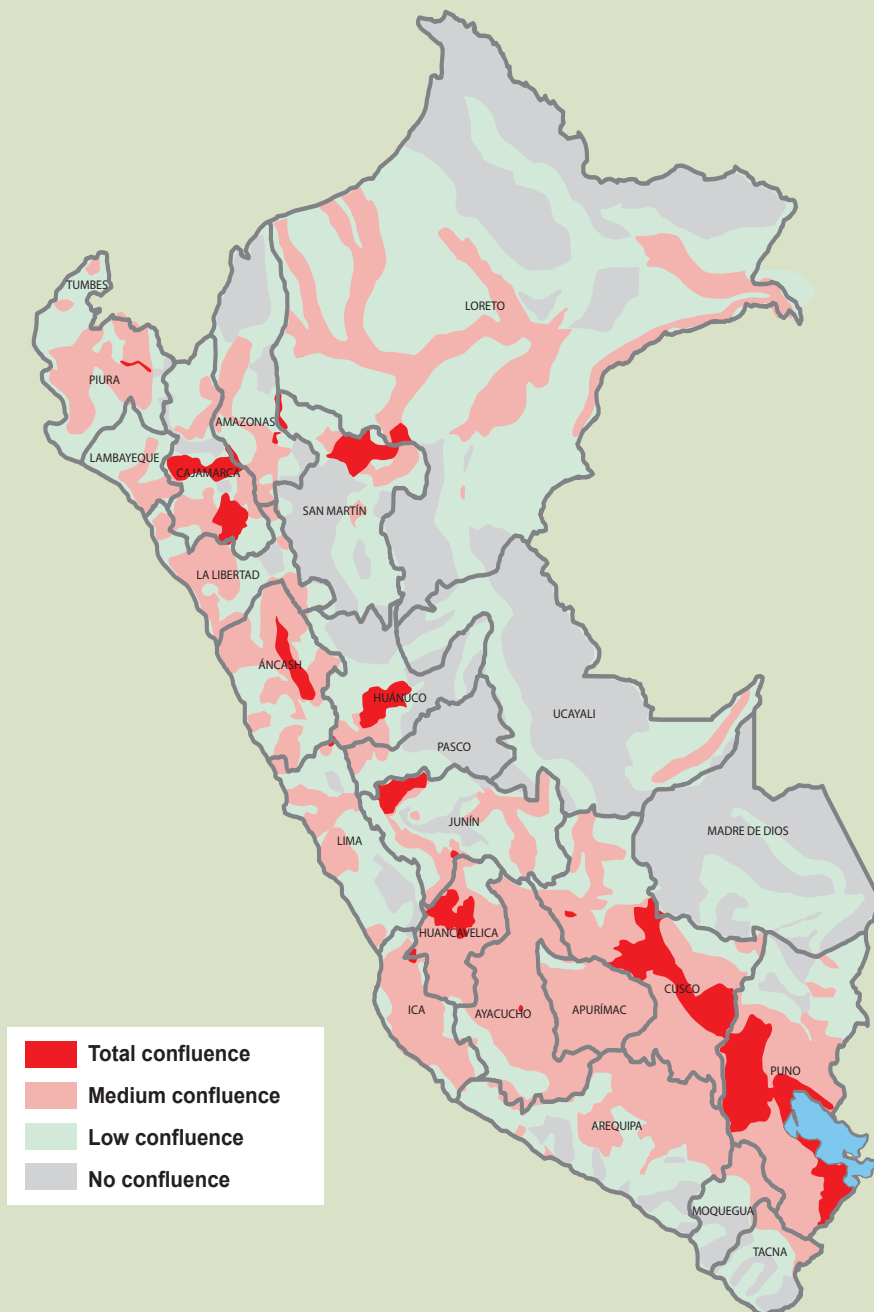 TUMBES
LORETO
PIURA
AMAZONAS
LAMBAYEQUE
CAJAMARCA
SAN MARTÍN
LA LIBERTAD
ÁNCASH
HUÁNUCO
UCAYALI
PASCO
JUNÍN
MADRE DE DIOS
LIMA
HUANCAVELICA
CUSCO
ICA
AYACUCHO
APURÍMAC
PUNO
AREQUIPA
MOQUEGUA
TACNA
Total confluence
Medium confluence
Low confluence
No confluence